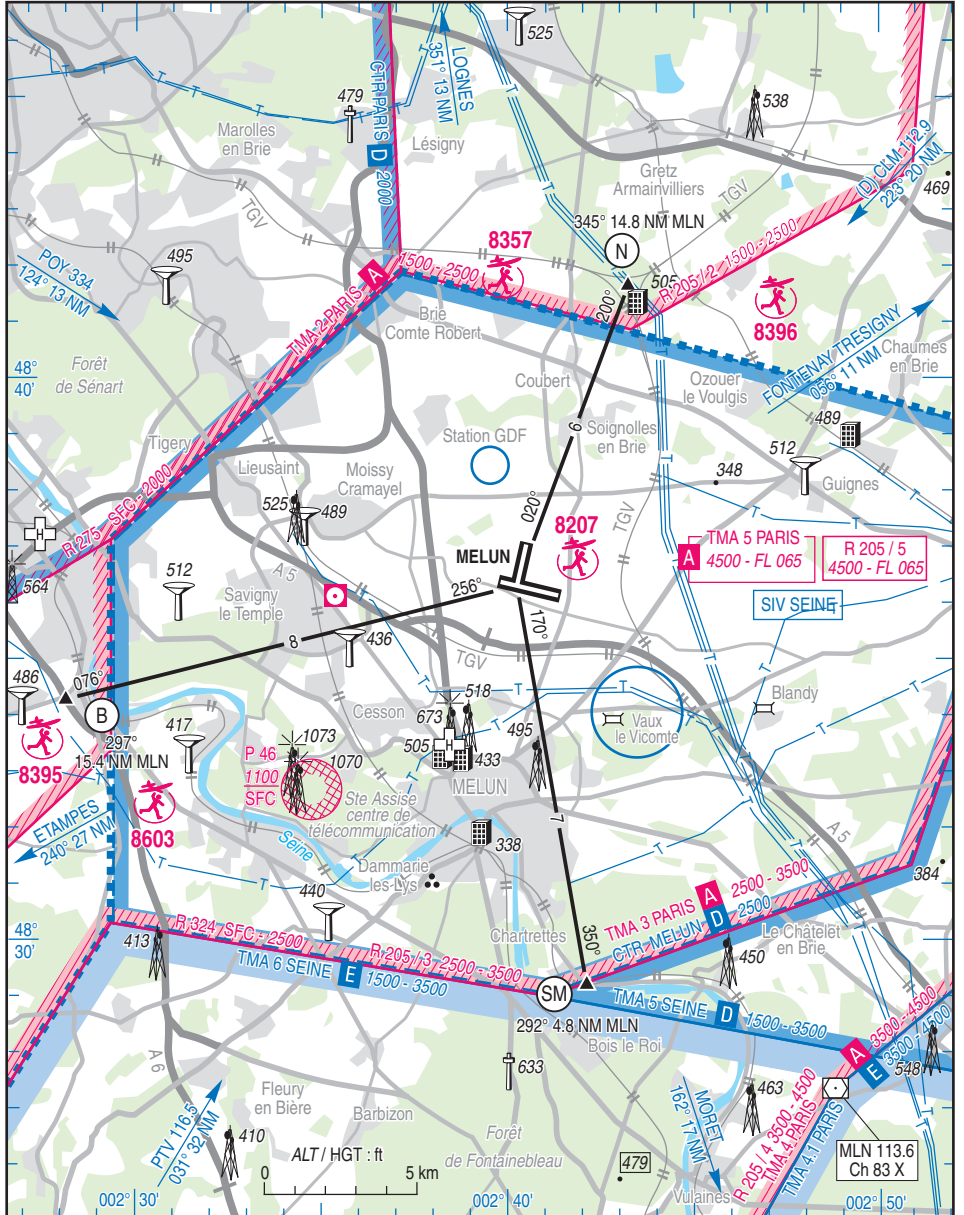 525
LOGNES
351° 13 NM
CTR PARIS D 2000
479
538
Marolles
en Brie
Lésigny
Gretz
Armainvilliers
(D) CLM 112.9
223° 20 NM
469
TGV
TGV
345° 14.8 NM MLN
N
8357
495
POY 334
124° 13 NM
TMA 2 PARIS A 1500 - 2500
505
R 205 / 2 1500 - 2500
8396
200°
Brie
Comte Robert
FONTENAY TRESIGNY
056° 11 NM
Chaumes
en Brie
Forêt
de Sénart
48°
40'
Coubert
Ozouer
le Voulgis
489
Tigery
Station GDF
6
Soignolles
en Brie
512
Lieusaint
Moissy
Cramayel
348
Guignes
525
489
020°
TGV
R 275 SFC - 2000
H
8207
MELUN
A
TMA 5 PARIS
4500 - FL 065
R 205 / 5
4500 - FL 065
564
512
A 5
256°
SIV SEINE
Savigny
le Temple
170°
436
8
TGV
486
076°
B
Cesson
518
673
Blandy
Vaux
le Vicomte
297°
15.4 NM MLN
417
1073
505
495
8395
P 46
1100
SFC
1070
433
MELUN
8603
Ste Assise
centre de
télécommunication
7
A 5
ETAMPES
240° 27 NM
Seine
338
Dammarie
les Lys
384
440
TMA 3 PARIS A 2500 - 3500
CTR MELUN D 2500
48°
30'
413
R 324 SFC - 2500
R 205 / 3 2500 - 3500
Chartrettes
350°
Le Châtelet
en Brie
450
TMA 6 SEINE E 1500 - 3500
SM
TMA 5 SEINE D 1500 - 3500
292° 4.8 NM MLN
Bois le Roi
A 3500 - 4500
E 3500 - 4500
548
A 6
633
463
Fleury
en Bière
Barbizon
MORET
162° 17 NM
R 205 / 4 3500 - 4500
TMA 4 PARIS
TMA 4.1 PARIS
MLN 113.6
Ch 83 X
PTV 116.5
031° 32 NM
410
ALT / HGT : ft
0 5 km
Forêt
de Fontainebleau
479
Vulaines
002° 30'
002° 40'
002° 50'